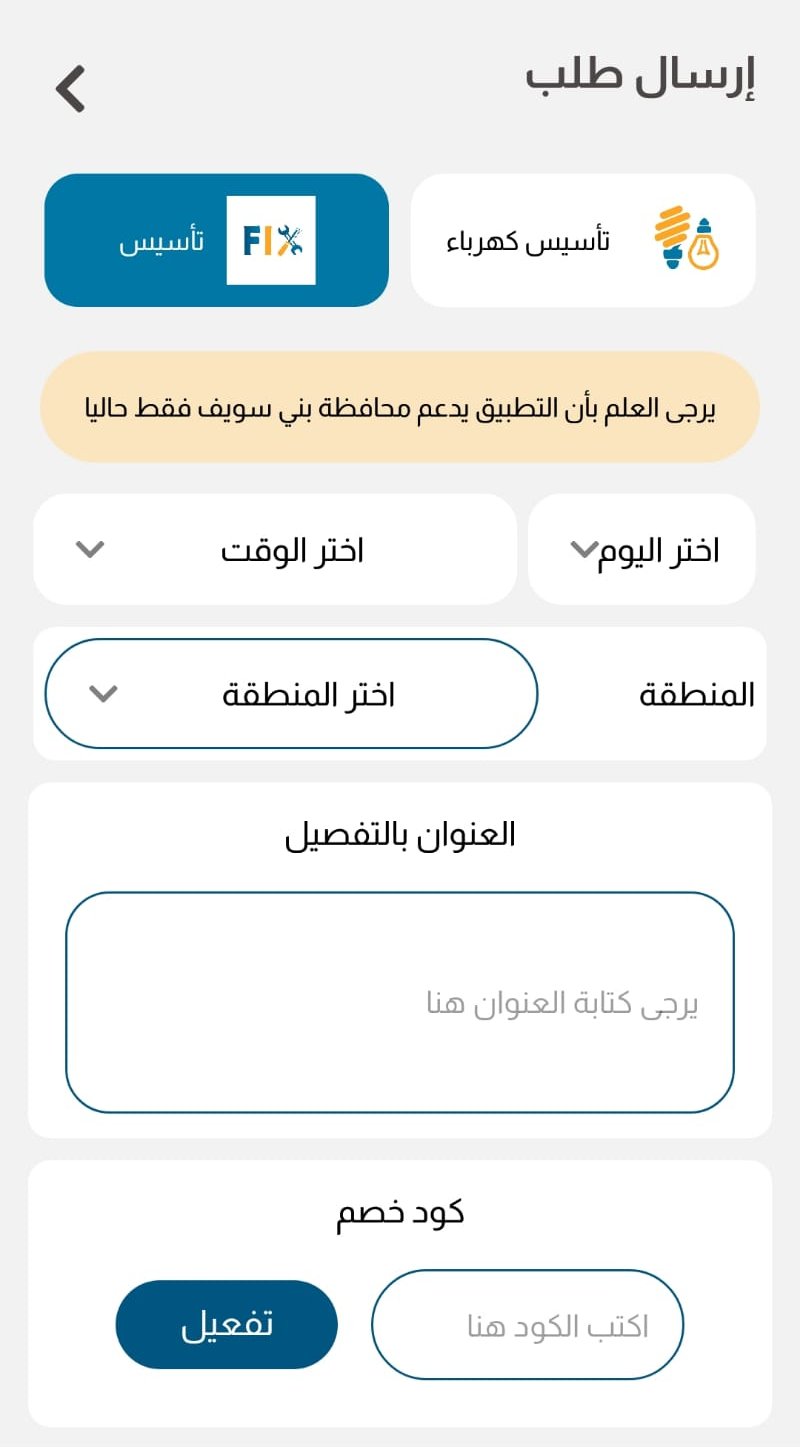 إرسال طلب
تأسيس كهرباء
FIX
تأسيس
يرجى العلم بأن التطبيق يدعم محافظة بني سويف فقط حاليا
اختر اليوم
اختر الوقت
المنطقة
اختر المنطقة
العنوان بالتفصيل
يرجى كتابة العنوان هنا
كود خصم
اكتب الكود هنا
تفعيل